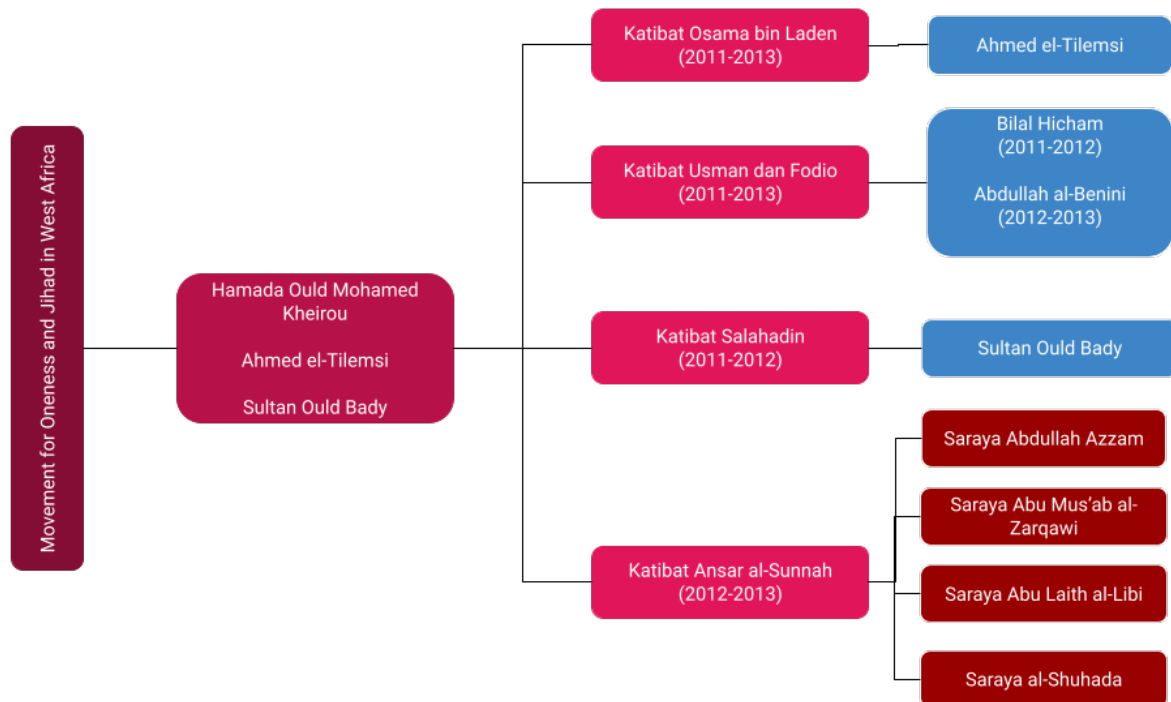 Movement for Oneness and Jihad in West Africa
Hamada Ould Mohamed
Kheirou
Ahmed el-Tilemsi
Sultan Ould Bady
Katibat Osama bin Laden
(2011-2013)
Ahmed el-Tilemsi
Katibat Usman dan Fodio
(2011-2013)
Bilal Hicham
(2011-2012)
Abdullah al-Benini
(2012-2013)
Katibat Salahadin
(2011-2012)
Sultan Ould Bady
Katibat Ansar al-Sunnah
(2012-2013)
Saraya Abdullah Azzam
Saraya Abu Mus’ab al-
Zarqawi
Saraya Abu Laith al-Libi
Saraya al-Shuhada